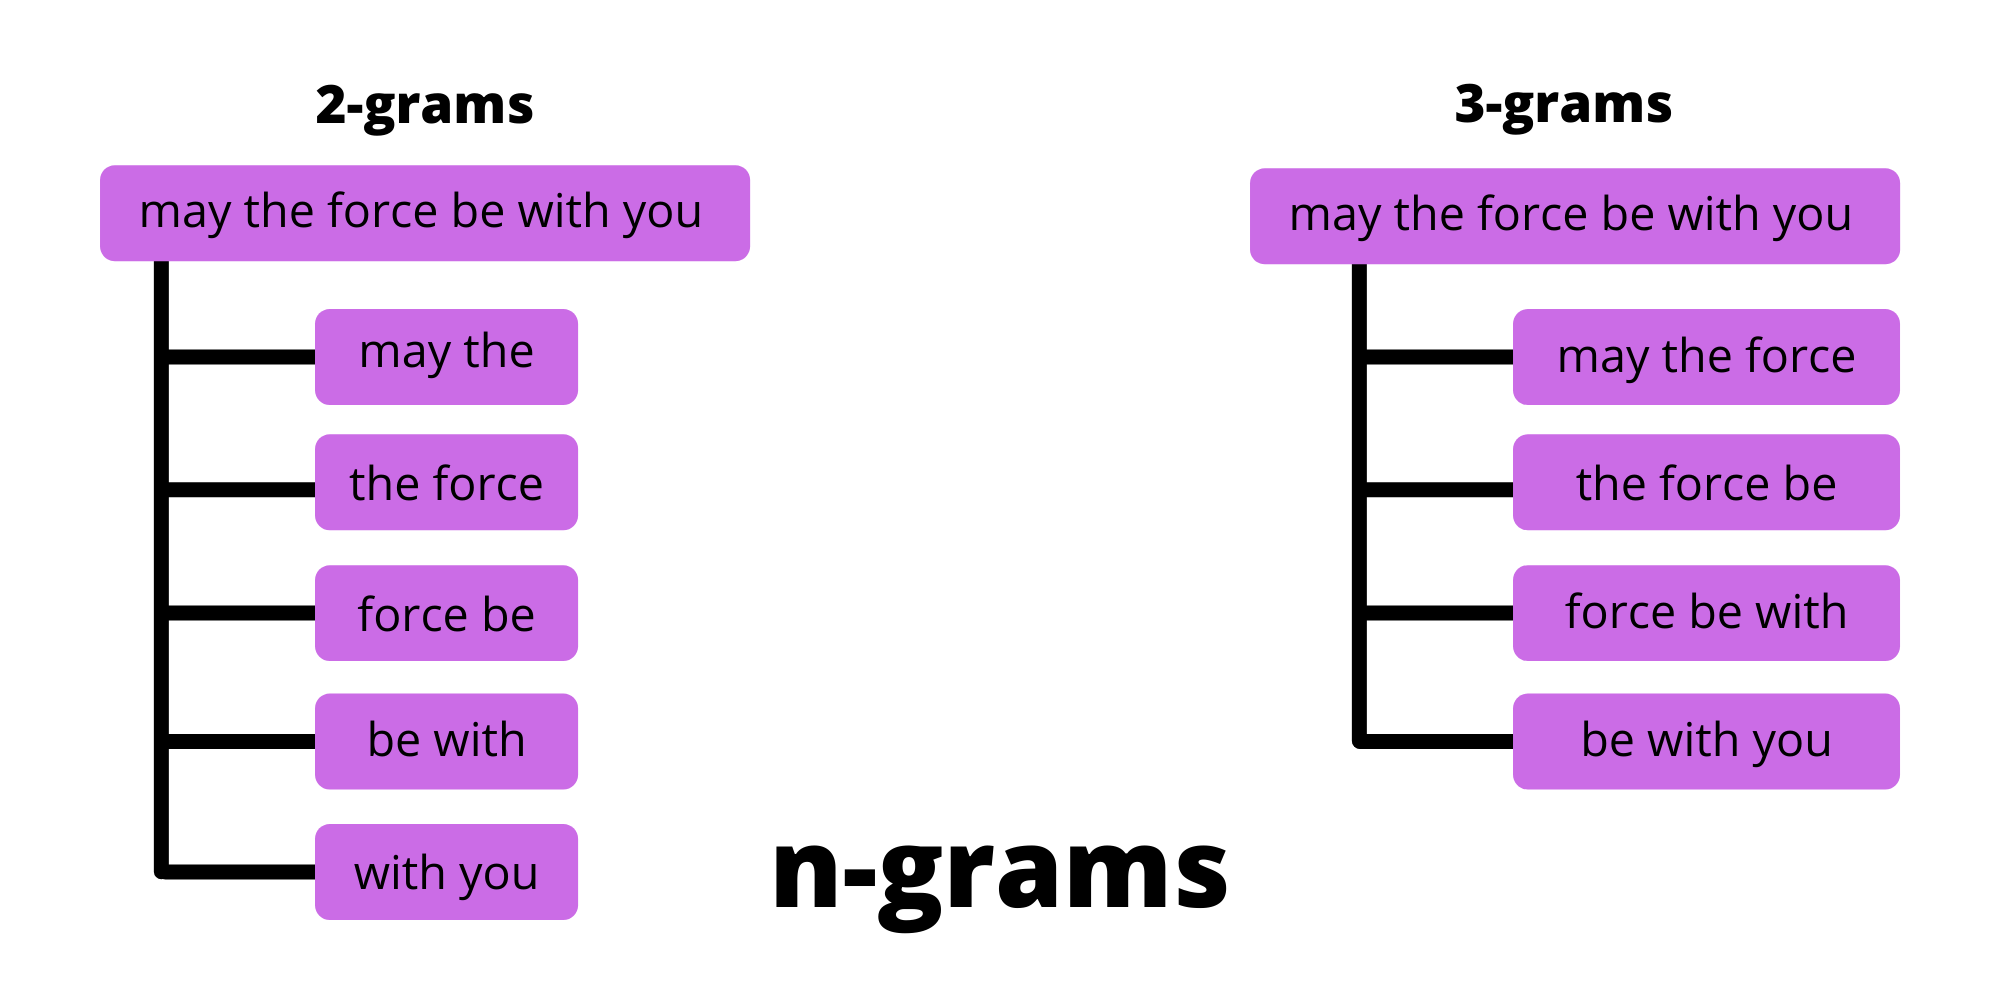 2-grams
may the force be with you
may the
the force
force be
be with
with you
3-grams
may the force be with you
may the force
the force be
force be with
be with you
n-grams